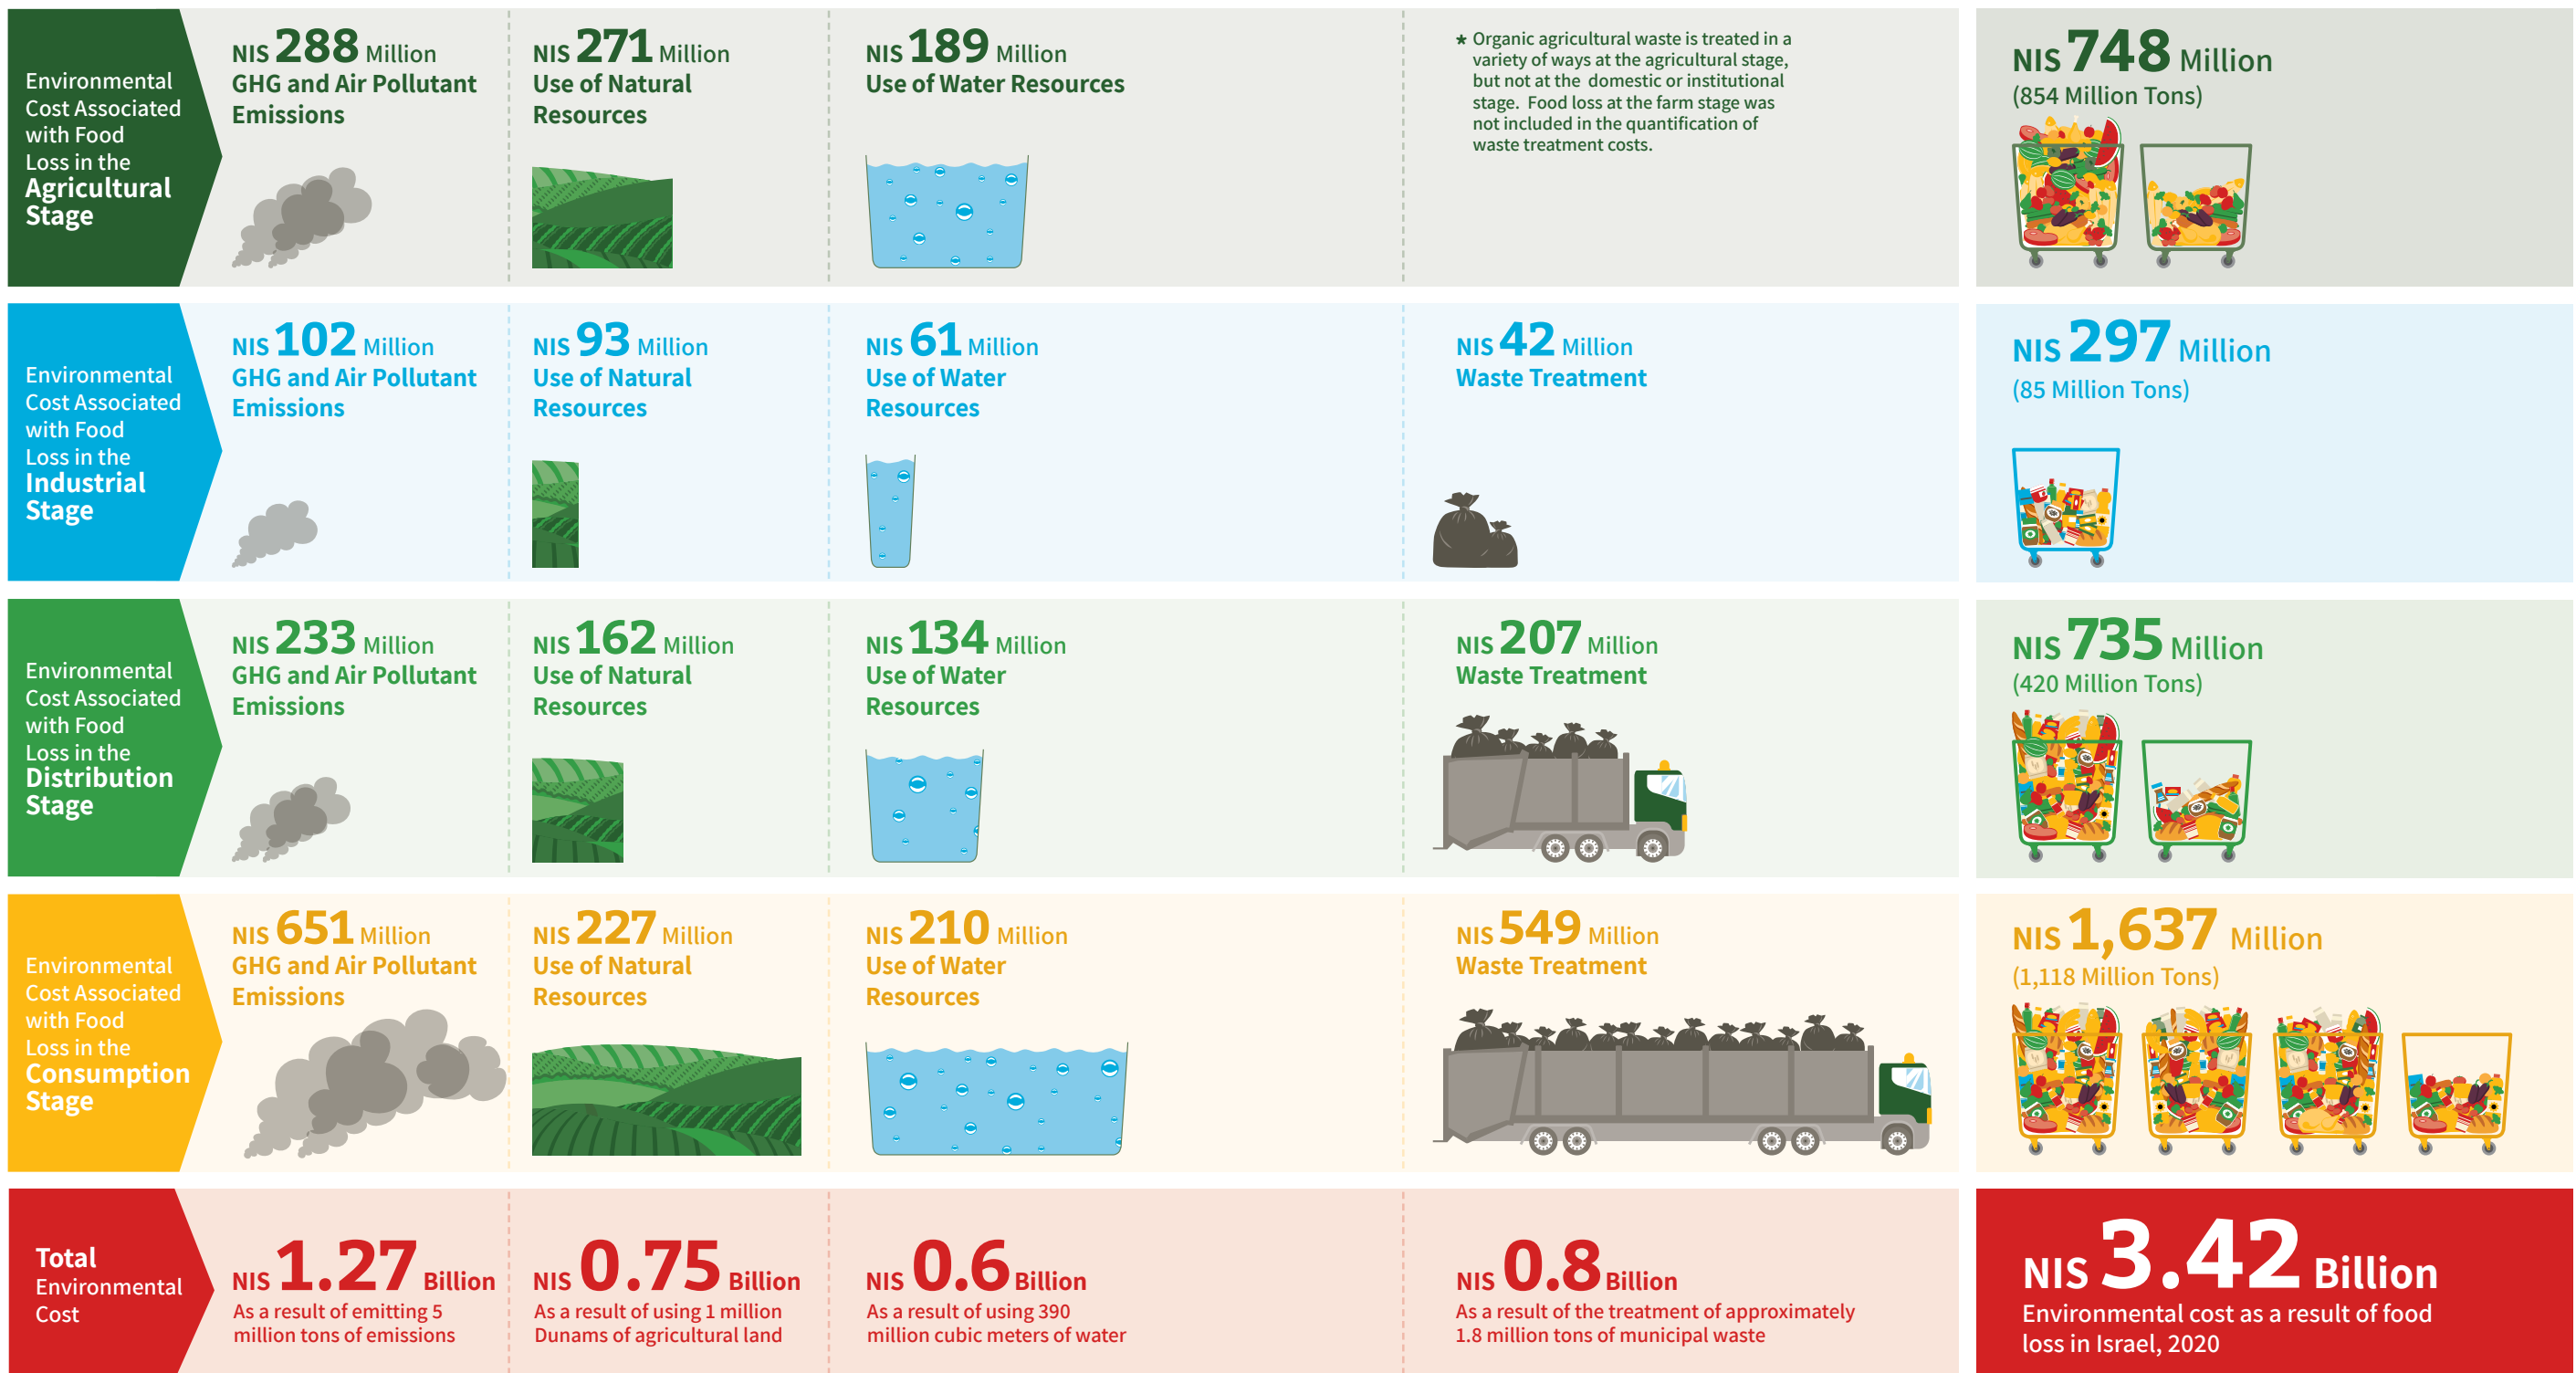 Environmental
Cost Associated
with Food
Loss in the
Agricultural
Stage
NIS 288 Million
GHG and Air Pollutant
Emissions
NIS 271 Million
Use of Natural
Resources
NIS 189 Million
Use of Water Resources
* Organic agricultural waste is treated in a
variety of ways at the agricultural stage,
but not at the domestic or institutional
stage. Food loss at the farm stage was
not included in the quantification of
waste treatment costs.
NIS 748 Million
(854 Million Tons)
Environmental
Cost Associated
with Food
Loss in the
Industrial
Stage
NIS 102 Million
GHG and Air Pollutant
Emissions
NIS 93 Million
Use of Natural
Resources
NIS 61 Million
Use of Water
Resources
NIS 42 Million
Waste Treatment
NIS 297 Million
(85 Million Tons)
Environmental
Cost Associated
with Food
Loss in the
Distribution
Stage
NIS 233 Million
GHG and Air Pollutant
Emissions
NIS 162 Million
Use of Natural
Resources
NIS 134 Million
Use of Water
Resources
NIS 207 Million
Waste Treatment
NIS 735 Million
(420 Million Tons)
Environmental
Cost Associated
with Food
Loss in the
Consumption
Stage
NIS 651 Million
GHG and Air Pollutant
Emissions
NIS 227 Million
Use of Natural
Resources
NIS 210 Million
Use of Water
Resources
NIS 549 Million
Waste Treatment
NIS 1,637 Million
(1,118 Million Tons)
Total
Environmental
Cost
NIS 1.27 Billion
As a result of emitting 5
million tons of emissions
NIS 0.75 Billion
As a result of using 1 million
Dunams of agricultural land
NIS 0.6 Billion
As a result of using 390
million cubic meters of water
NIS 0.8 Billion
As a result of the treatment of approximately
1.8 million tons of municipal waste
NIS 3.42 Billion
Environmental cost as a result of food
loss in Israel, 2020